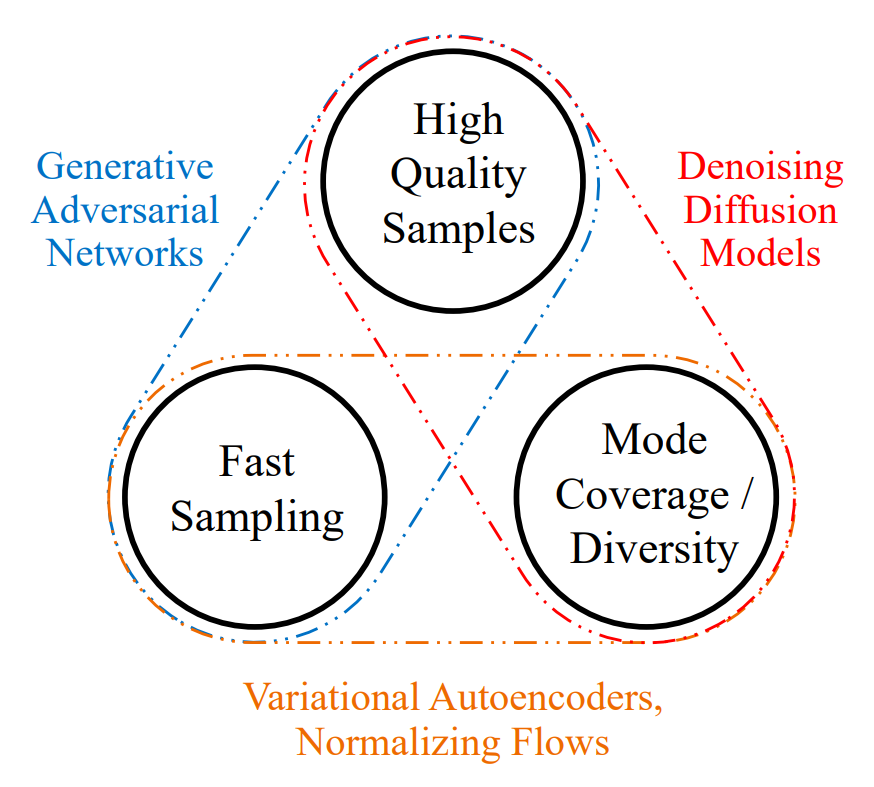 High
Quality
Samples
Generative
Adversarial
Networks
Denoising
Diffusion
Models
Fast
Sampling
Mode
Coverage /
Diversity
Variational Autoencoders,
Normalizing Flows